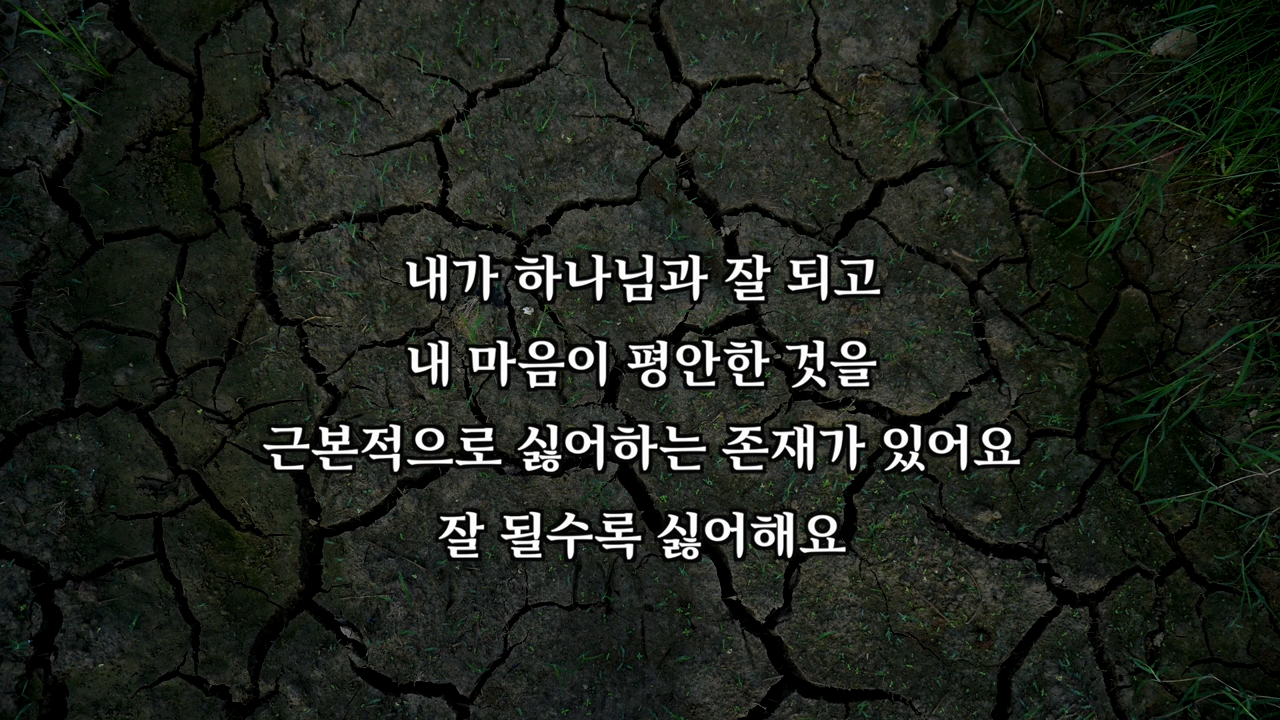 내가 하나님과 잘 되고
내 마음이 평안한 것을
근본적으로 싫어하는 존재가 있어요
잘 될수록 싫어해요